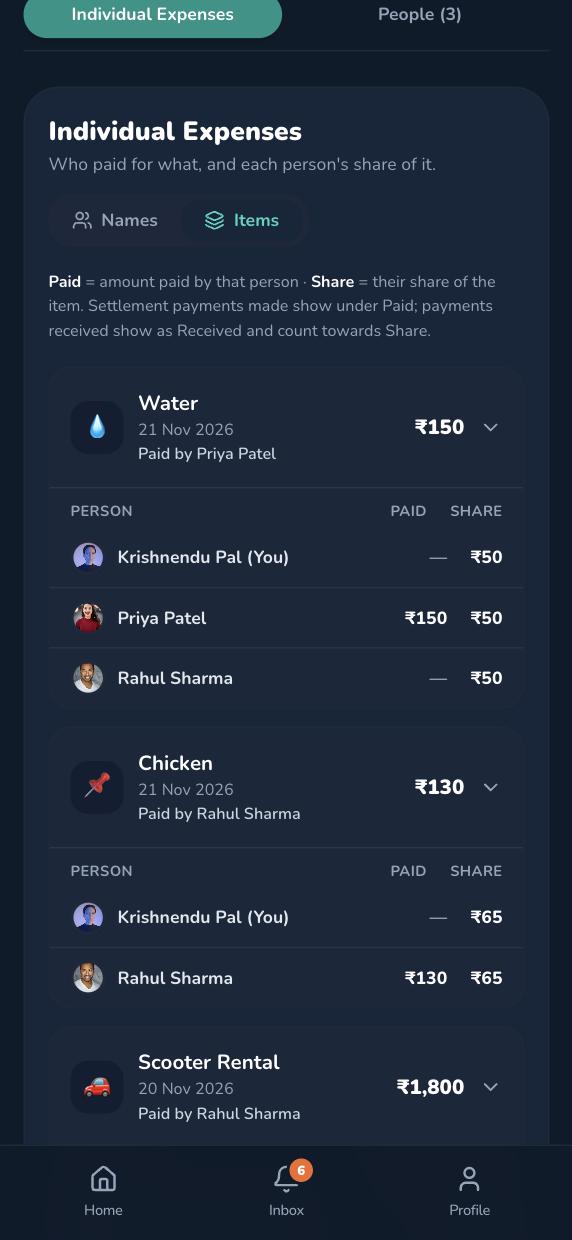 Individual Expenses
People (3)
Individual Expenses
Who paid for what, and each person's share of it.
Names
Items
Paid = amount paid by that person · Share = their share of the
item. Settlement payments made show under Paid; payments
received show as Received and count towards Share.
Water
21 Nov 2026
Paid by Priya Patel
₹150
PERSON PAID SHARE
Krishnendu Pal (You) — ₹50
Priya Patel ₹150 ₹50
Rahul Sharma — ₹50
Chicken
21 Nov 2026
Paid by Rahul Sharma
₹130
PERSON PAID SHARE
Krishnendu Pal (You) — ₹65
Rahul Sharma ₹130 ₹65
Scooter Rental
20 Nov 2026
Paid by Rahul Sharma
₹1,800
6
Home
Inbox
Profile